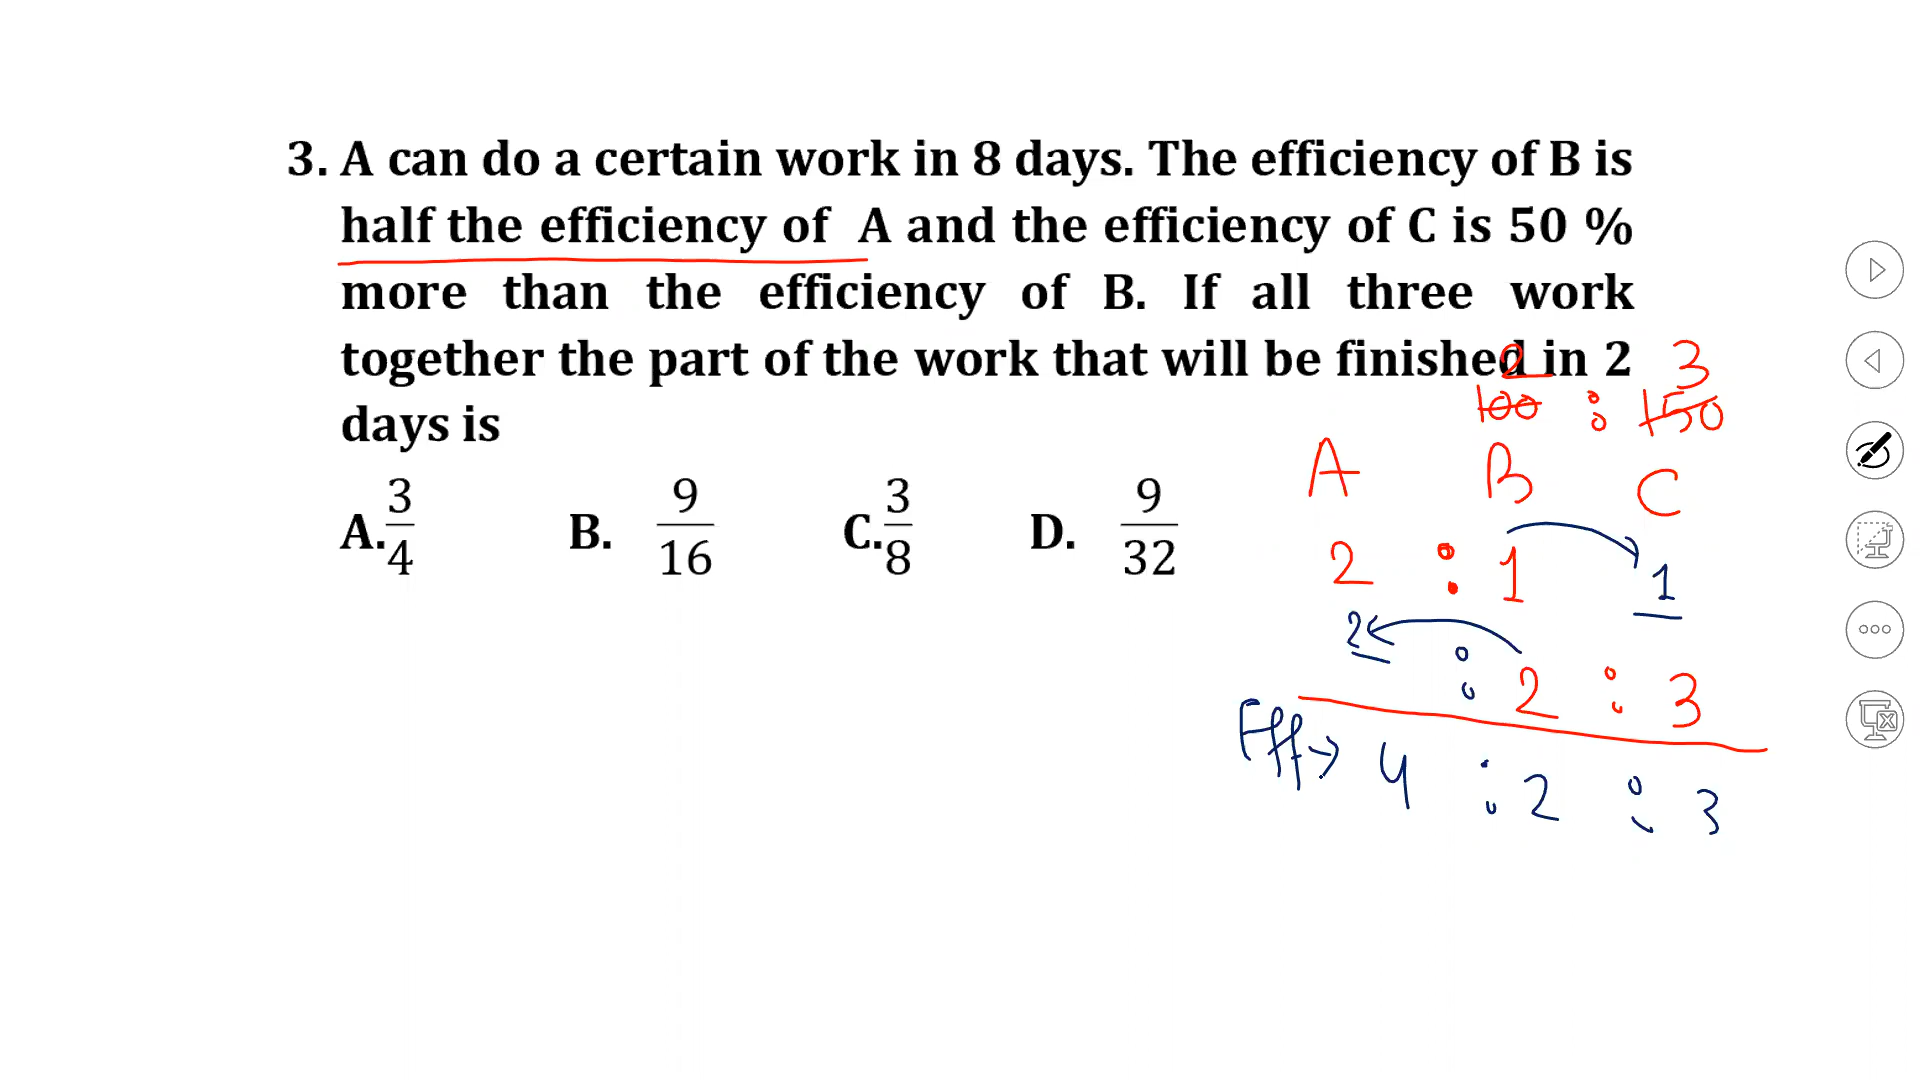 3. A can do a certain work in 8 days. The efficiency of B is
half the efficiency of A and the efficiency of C is 50 %
more than the efficiency of B. If all three work
together the part of the work that will be finished in 2
days is
A. 3/4 B. 9/16 C. 3/8 D. 9/32
2 3
100 : 150
A B C
2 : 1 1
2 : 2 : 3
Eff → 4 : 2 : 3